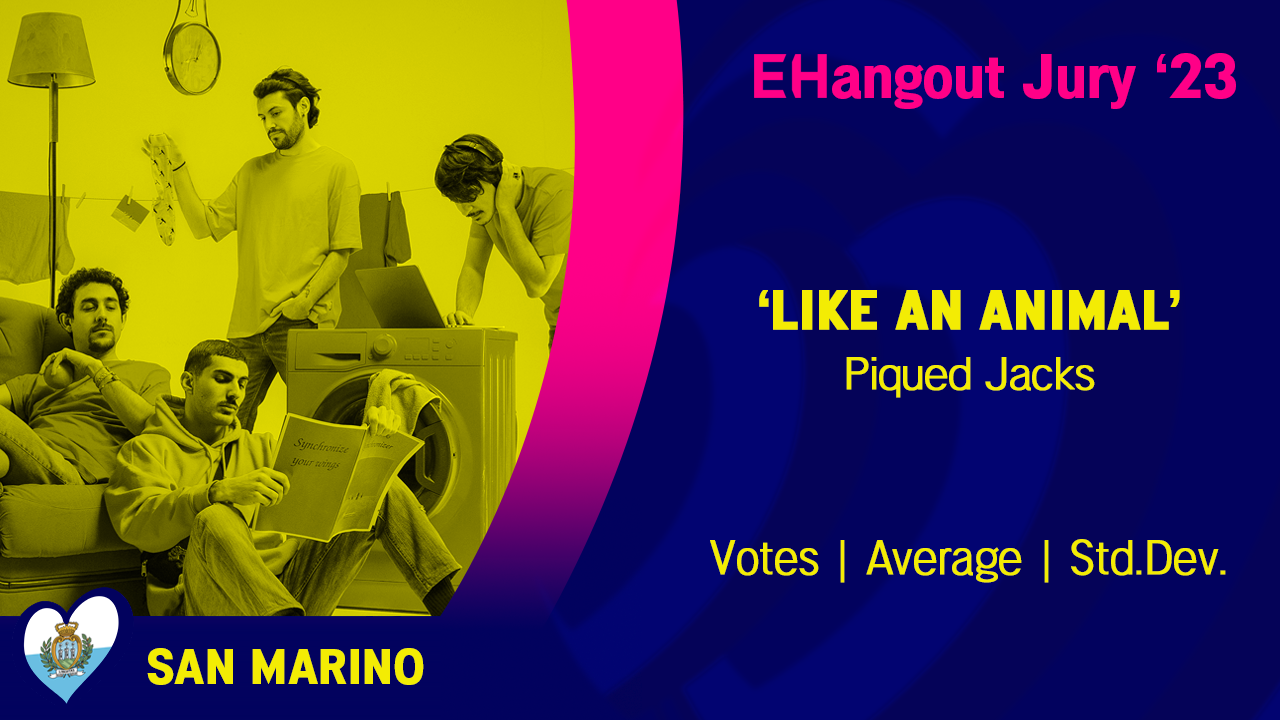 EHangout Jury ‘23
‘LIKE AN ANIMAL’
Piqued Jacks
Synchronize
your wings
Votes | Average | Std.Dev.
SAN MARINO